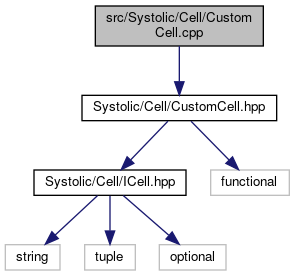 src/Systolic/Cell/Custom
Cell.cpp
Systolic/Cell/CustomCell.hpp
Systolic/Cell/ICell.hpp
functional
string
tuple
optional